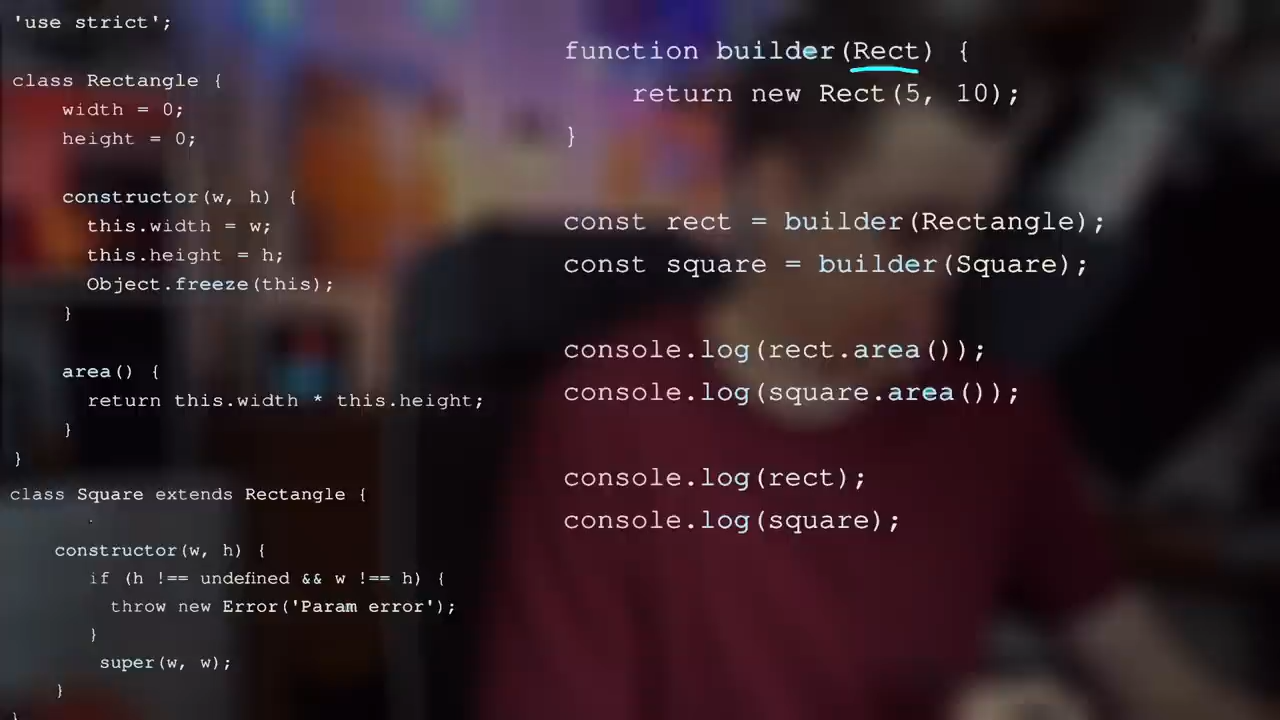 'use strict';
class Rectangle {
width = 0;
height = 0;
constructor(w, h) {
this.width = w;
this.height = h;
Object.freeze(this);
}
area() {
return this.width * this.height;
}
}
class Square extends Rectangle {
constructor(w, h) {
if (h !== undefined && w !== h) {
throw new Error('Param error');
}
super(w, w);
}
}
function builder(Rect) {
return new Rect(5, 10);
}
const rect = builder(Rectangle);
const square = builder(Square);
console.log(rect.area());
console.log(square.area());
console.log(rect);
console.log(square);